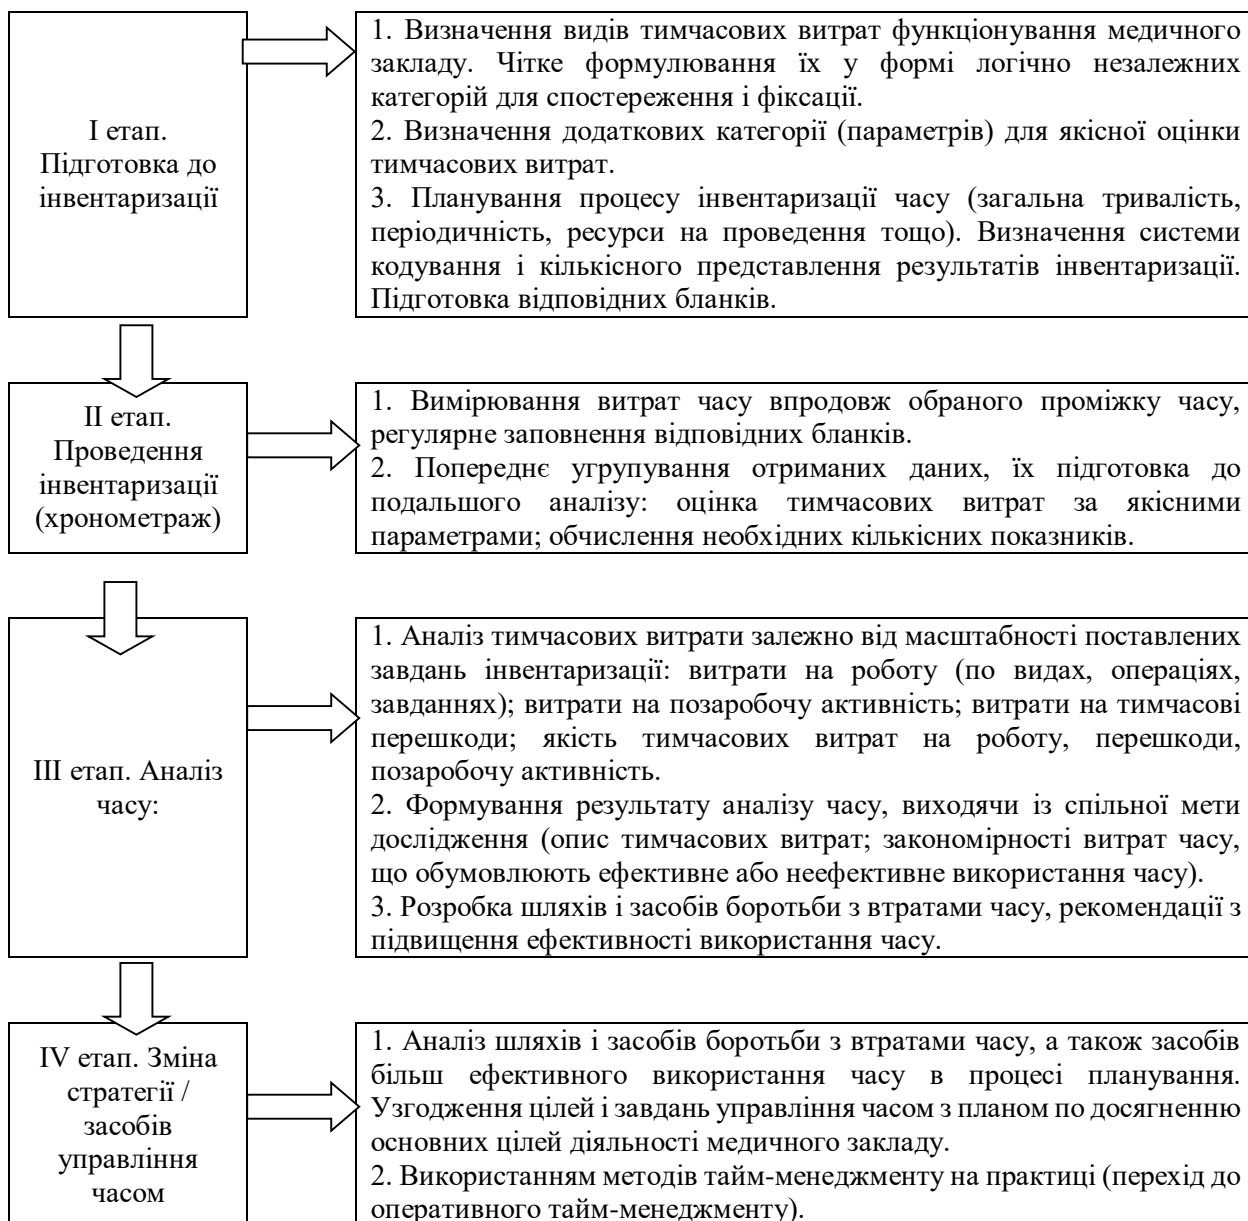 І етап.
Підготовка до
інвентаризації
1. Визначення видів тимчасових витрат функціонування медичного
закладу. Чітке формулювання їх у формі логічно незалежних
категорій для спостереження і фіксації.
2. Визначення додаткових категорії (параметрів) для якісної оцінки
тимчасових витрат.
3. Планування процесу інвентаризації часу (загальна тривалість,
періодичність, ресурси на проведення тощо). Визначення системи
кодування і кількісного представлення результатів інвентаризації.
Підготовка відповідних бланків.
ІІ етап.
Проведення
інвентаризації
(хронометраж)
1. Вимірювання витрат часу впродовж обраного проміжку часу,
регулярне заповнення відповідних бланків.
2. Попереднє угрупування отриманих даних, їх підготовка до
подальшого аналізу: оцінка тимчасових витрат за якісними
параметрами; обчислення необхідних кількісних показників.
ІІІ етап. Аналіз
часу:
1. Аналіз тимчасових витрати залежно від масштабності поставлених
завдань інвентаризації: витрати на роботу (по видах, операціях,
завданнях); витрати на позаробочу активність; витрати на тимчасові
перешкоди; якість тимчасових витрат на роботу, перешкоди,
позаробочу активність.
2. Формування результату аналізу часу, виходячи із спільної мети
дослідження (опис тимчасових витрат; закономірності витрат часу,
що обумовлюють ефективне або неефективне використання часу).
3. Розробка шляхів і засобів боротьби з втратами часу, рекомендації з
підвищення ефективності використання часу.
IV етап. Зміна
стратегії /
засобів
управління
часом
1. Аналіз шляхів і засобів боротьби з втратами часу, а також засобів
більш ефективного використання часу в процесі планування.
Узгодження цілей і завдань управління часом з планом по досягненню
основних цілей діяльності медичного закладу.
2. Використанням методів тайм-менеджменту на практиці (перехід до
оперативного тайм-менеджменту).